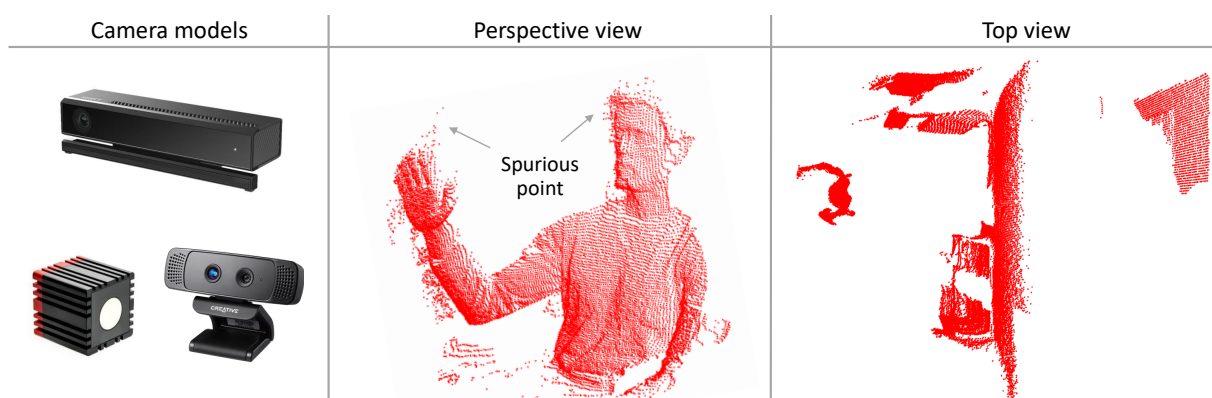 Camera models
Perspective view
Top view
Spurious
point
CREATIVE